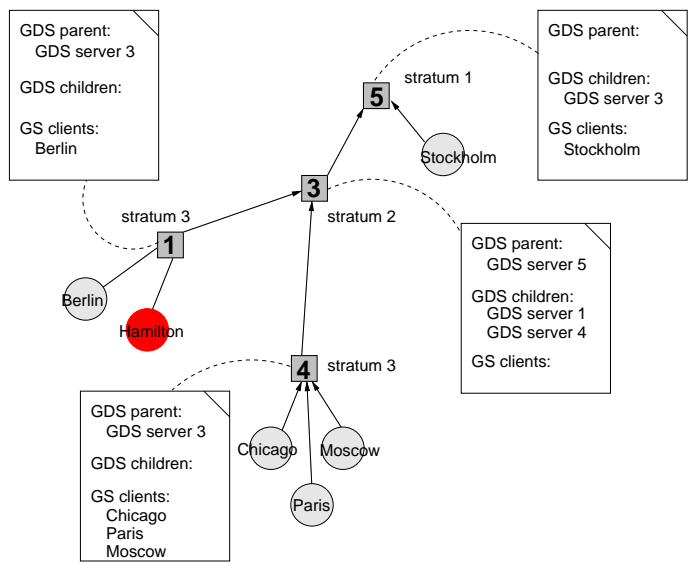 GDS parent:
GDS server 3
GDS children:
GS clients:
Berlin
stratum 1
5
Stockholm
GDS parent:
GDS children:
GDS server 3
GS clients:
Stockholm
3
stratum 2
stratum 3
1
Berlin
Hamilton
GDS parent:
GDS server 5
GDS children:
GDS server 1
GDS server 4
GS clients:
4
stratum 3
Chicago
Moscow
Paris
GDS parent:
GDS server 3
GDS children:
GS clients:
Chicago
Paris
Moscow